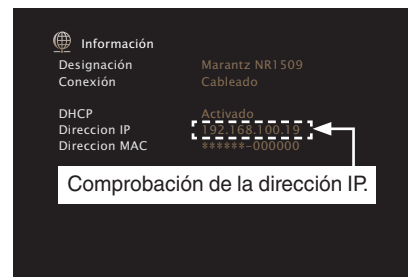 Información
Designación Marantz NR1509
Conexión Cableado
DHCP Activado
Direccion IP 192.168.100.19
Direccion MAC ******-000000
Comprobación de la dirección IP.